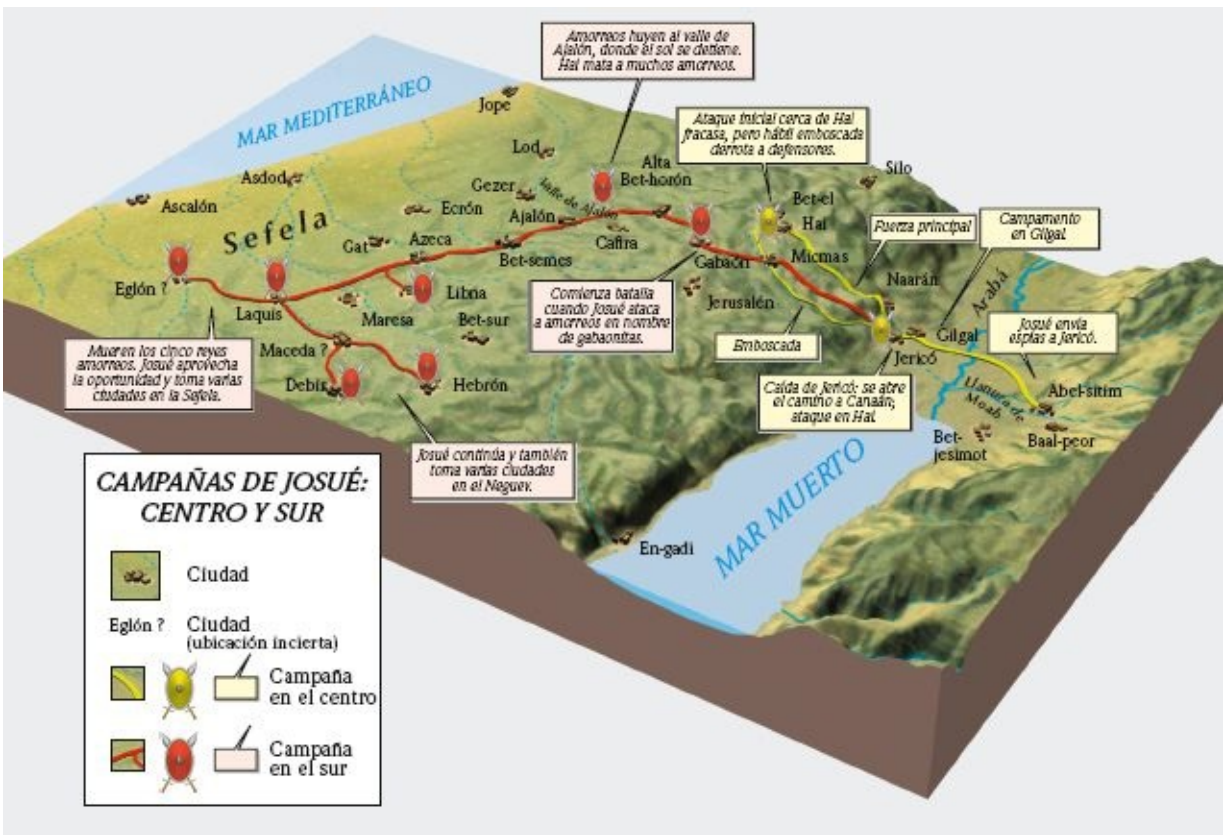 Amorreos huyen al valle de
Ajalón, donde el sol se detiene.
Hai mata a muchos amorreos.
MAR MEDITERRÁNEO
Jope
Ataque inicial cerca de Hai
fracasa, pero hábil emboscada
derrota a defensores.
Lod
Alta
Bet-horón
Silo
Asdod
Gezer
Valle de Ajalón
Bet-el
Hai
Ascalón
Sefela
Ecrón
Ajalón
Cafira
Fuerza principal
Campamento
en Gilgal
Gat
Azeca
Bet-semes
Gabaón
Micmas
Naarán
Arabá
Eglón ?
Libna
Comienza batalla
cuando Josué ataca
a amorreos en nombre
de gabaonitas.
Jerusalén
Laquis
Maresa
Bet-sur
Emboscada
Gilgal
Jericó
Josué envía
espías a Jericó.
Mueren los cinco reyes
amorreos. Josué aprovecha
la oportunidad y toma varias
ciudades en la Sefela.
Maceda ?
Debir
Hebrón
Caída de Jericó: se abre
el camino a Canaán;
ataque en Hai.
Llanura de
Moab
Abel-sitim
Baal-peor
Bet-
jesimot
Josué continúa y también
toma varias ciudades
en el Neguev.
MAR MUERTO
En-gadi
CAMPAÑAS DE JOSUÉ:
CENTRO Y SUR
Ciudad
Eglón ?
Ciudad
(ubicación incierta)
Campaña
en el centro
Campaña
en el sur